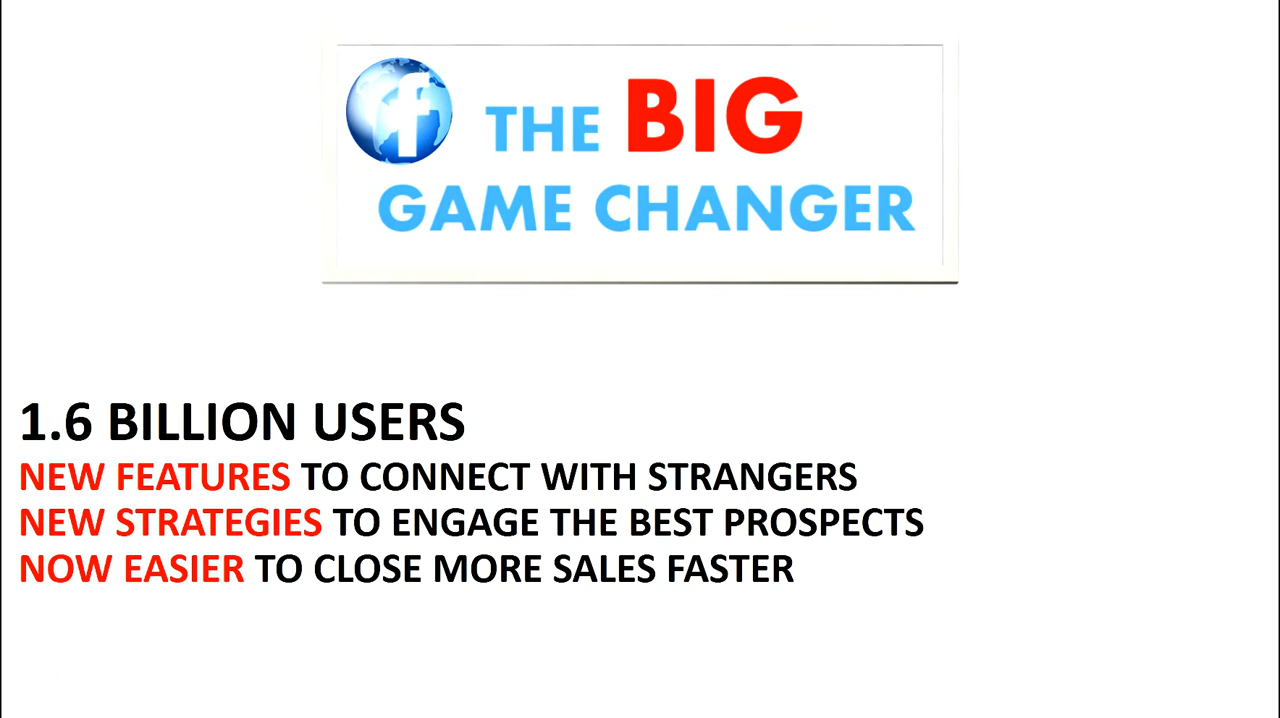 f
THE BIG
GAME CHANGER
1.6 BILLION USERS
NEW FEATURES TO CONNECT WITH STRANGERS
NEW STRATEGIES TO ENGAGE THE BEST PROSPECTS
NOW EASIER TO CLOSE MORE SALES FASTER